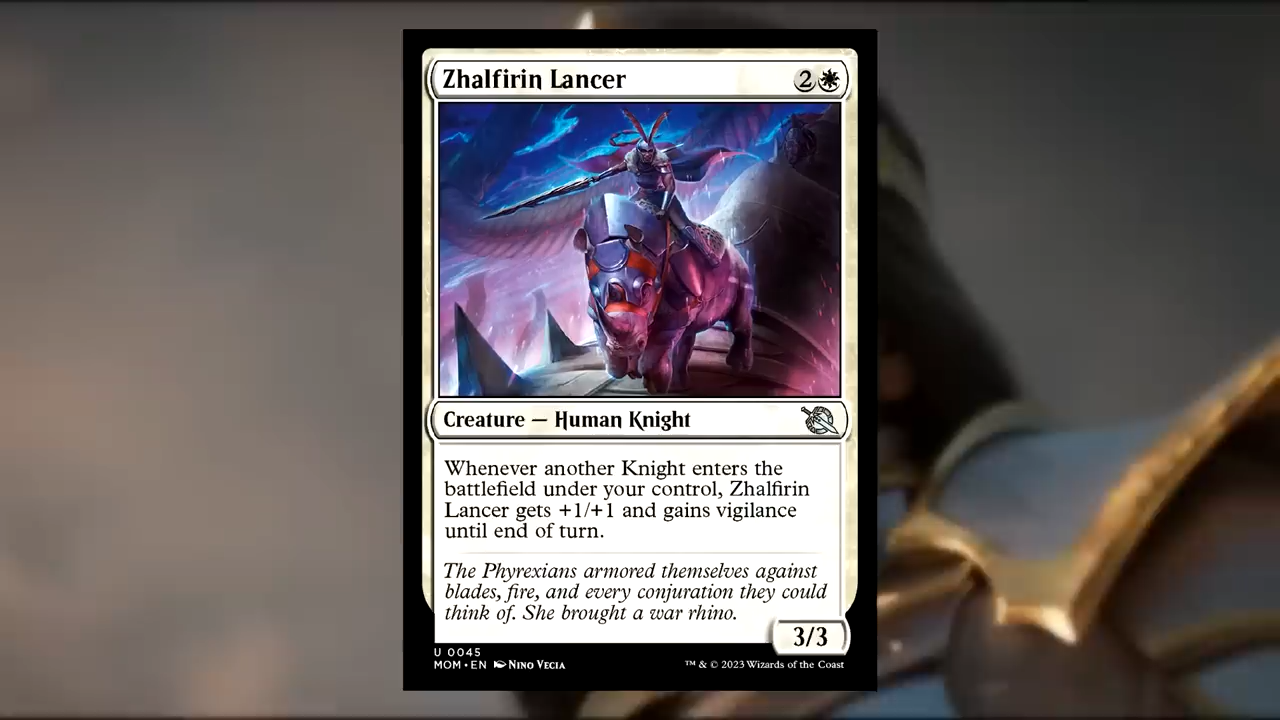 Zhalfirin Lancer 2
Creature — Human Knight
Whenever another Knight enters the
battlefield under your control, Zhalfirin
Lancer gets +1/+1 and gains vigilance
until end of turn.
The Phyrexians armored themselves against
blades, fire, and every conjuration they could
think of. She brought a war rhino.
3/3
U 0045
MOM • EN Nino Vecia
™ & © 2023 Wizards of the Coast